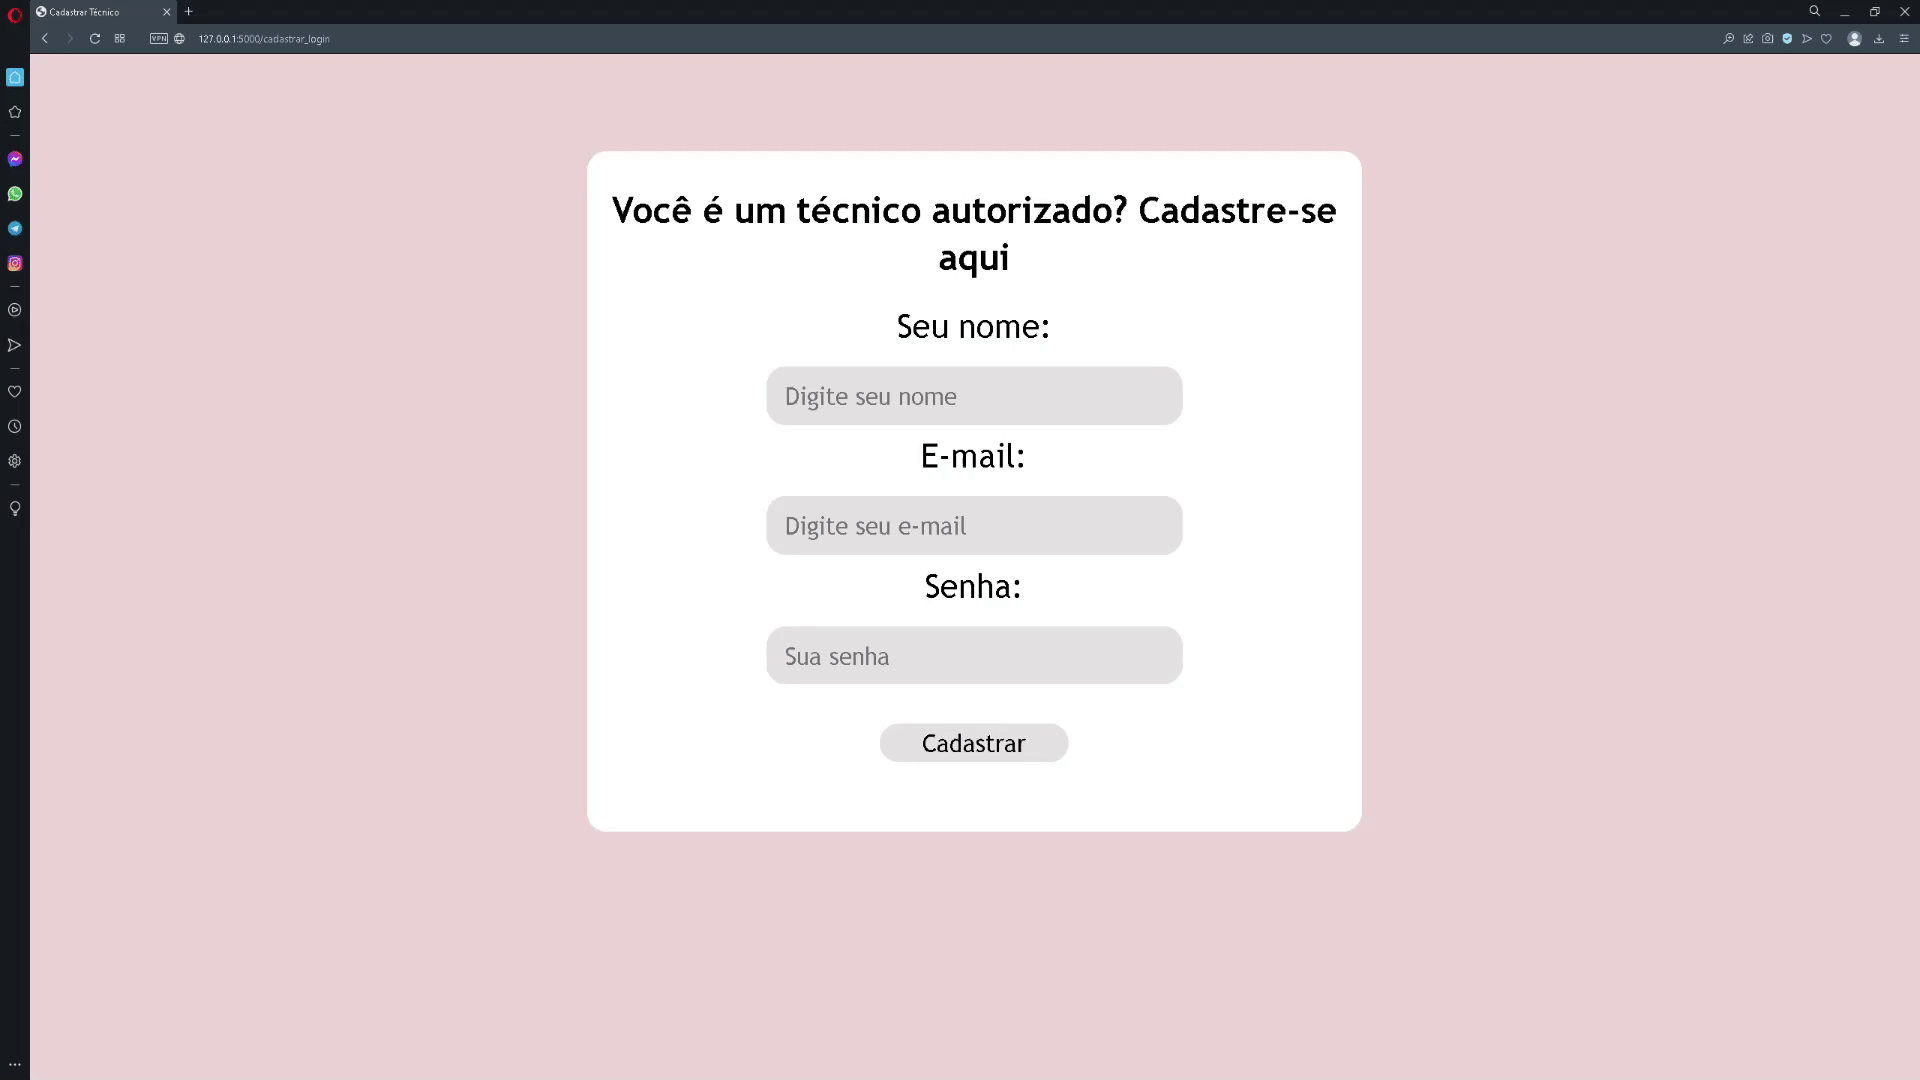 Cadastrar Técnico
VPN
127.0.0.1:5000/cadastrar_login
Você é um técnico autorizado? Cadastre-se
aqui
Seu nome:
Digite seu nome
E-mail:
Digite seu e-mail
Senha:
Sua senha
Cadastrar